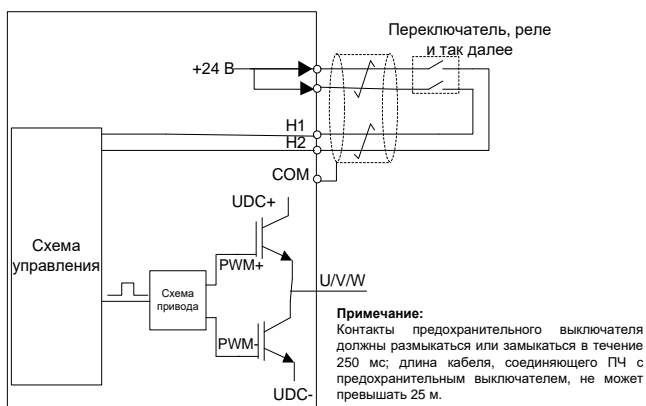 Переключатель, реле
и так далее
+24 В
H1
H2
COM
UDC+
Схема
управления
PWM+
Схема
привода
U/V/W
PWM-
UDC-
Примечание:
Контакты предохранительного выключателя
должны размыкаться или замыкаться в течение
250 мс; длина кабеля, соединяющего ПЧ с
предохранительным выключателем, не может
превышать 25 м.